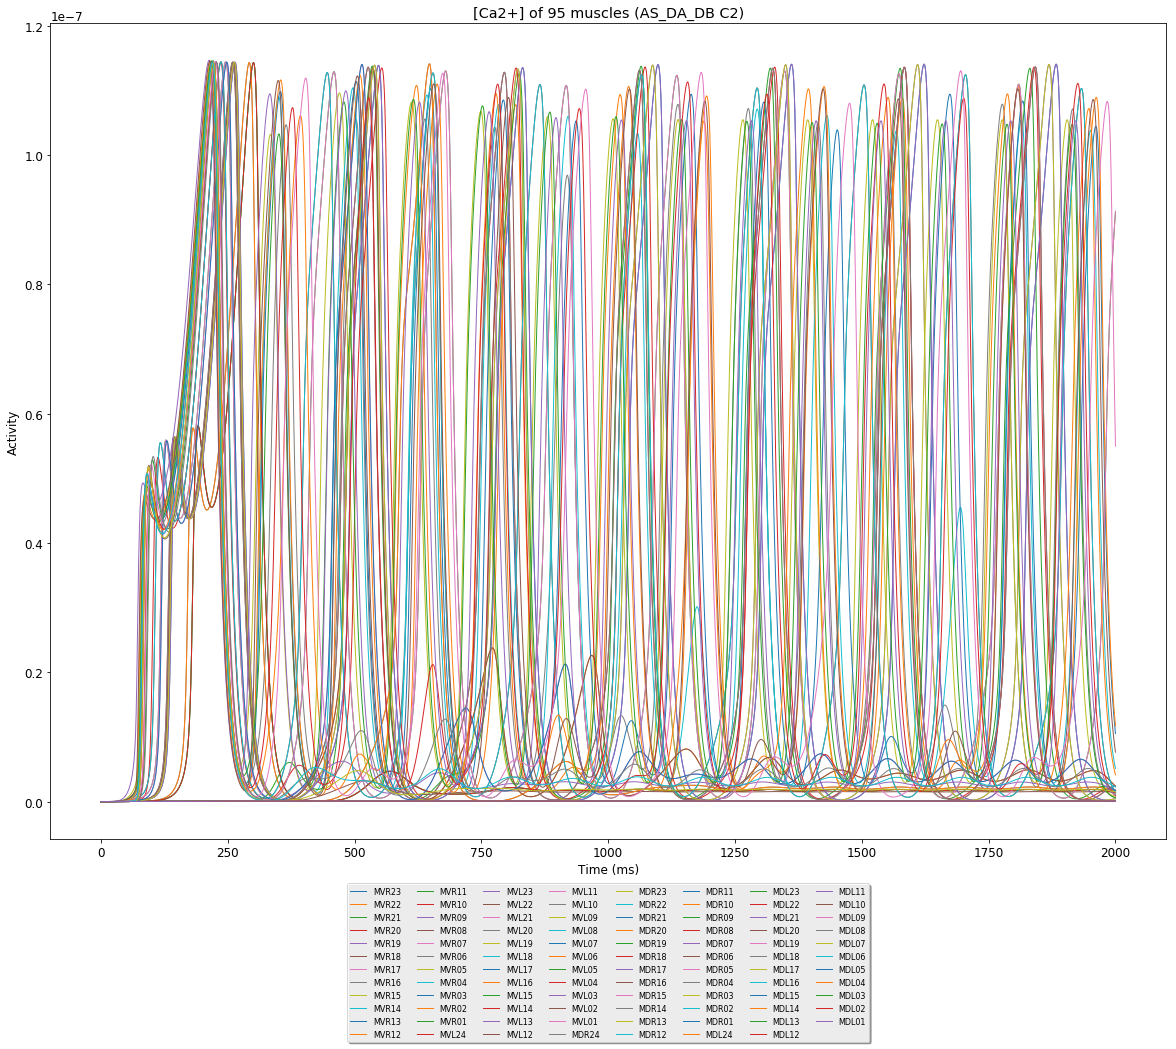 [Ca2+] of 95 muscles (AS_DA_DB C2)
1e−7
1.2
1.0
0.8
0.6
0.4
0.2
0.0
Activity
0 250 500 750 1000 1250 1500 1750 2000
Time (ms)
MVR23 MVR11 MVL23 MVL11 MDR23 MDR11 MDL23 MDL11
MVR22 MVR10 MVL22 MVL10 MDR22 MDR10 MDL22 MDL10
MVR21 MVR09 MVL21 MVL09 MDR21 MDR09 MDL21 MDL09
MVR20 MVR08 MVL20 MVL08 MDR20 MDR08 MDL20 MDL08
MVR19 MVR07 MVL19 MVL07 MDR19 MDR07 MDL19 MDL07
MVR18 MVR06 MVL18 MVL06 MDR18 MDR06 MDL18 MDL06
MVR17 MVR05 MVL17 MVL05 MDR17 MDR05 MDL17 MDL05
MVR16 MVR04 MVL16 MVL04 MDR16 MDR04 MDL16 MDL04
MVR15 MVR03 MVL15 MVL03 MDR15 MDR03 MDL15 MDL03
MVR14 MVR02 MVL14 MVL02 MDR14 MDR02 MDL14 MDL02
MVR13 MVR01 MVL13 MVL01 MDR13 MDR01 MDL13 MDL01
MVR12 MVL24 MVL12 MDR24 MDR12 MDL24 MDL12